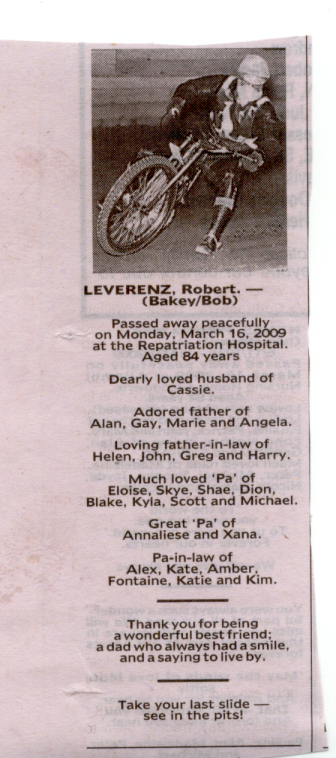 LEVERENZ, Robert. —
(Bakey/Bob)
Passed away peacefully
on Monday, March 16, 2009
at the Repatriation Hospital.
Aged 84 years
Dearly loved husband of
Cassie.
Adored father of
Alan, Gay, Marie and Angela.
Loving father-in-law of
Helen, John, Greg and Harry.
Much loved 'Pa' of
Eloise, Skye, Shae, Dion,
Blake, Kyla, Scott and Michael.
Great 'Pa' of
Annaliese and Xana.
Pa-in-law of
Alex, Kate, Amber,
Fontaine, Katie and Kim.
Thank you for being
a wonderful best friend;
a dad who always had a smile,
and a saying to live by.
Take your last slide —
see in the pits!